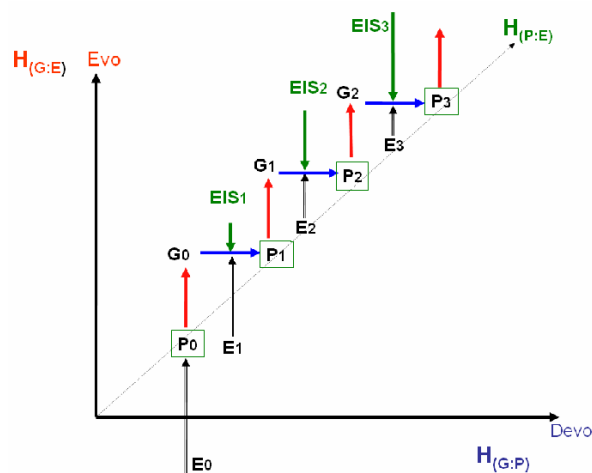 EIS3
H(G:E) Evo
H(P:E)
EIS2
G2
P3
E3
G1
P2
EIS1
E2
G0
P1
E1
P0
Devo
E0
H(G:P)